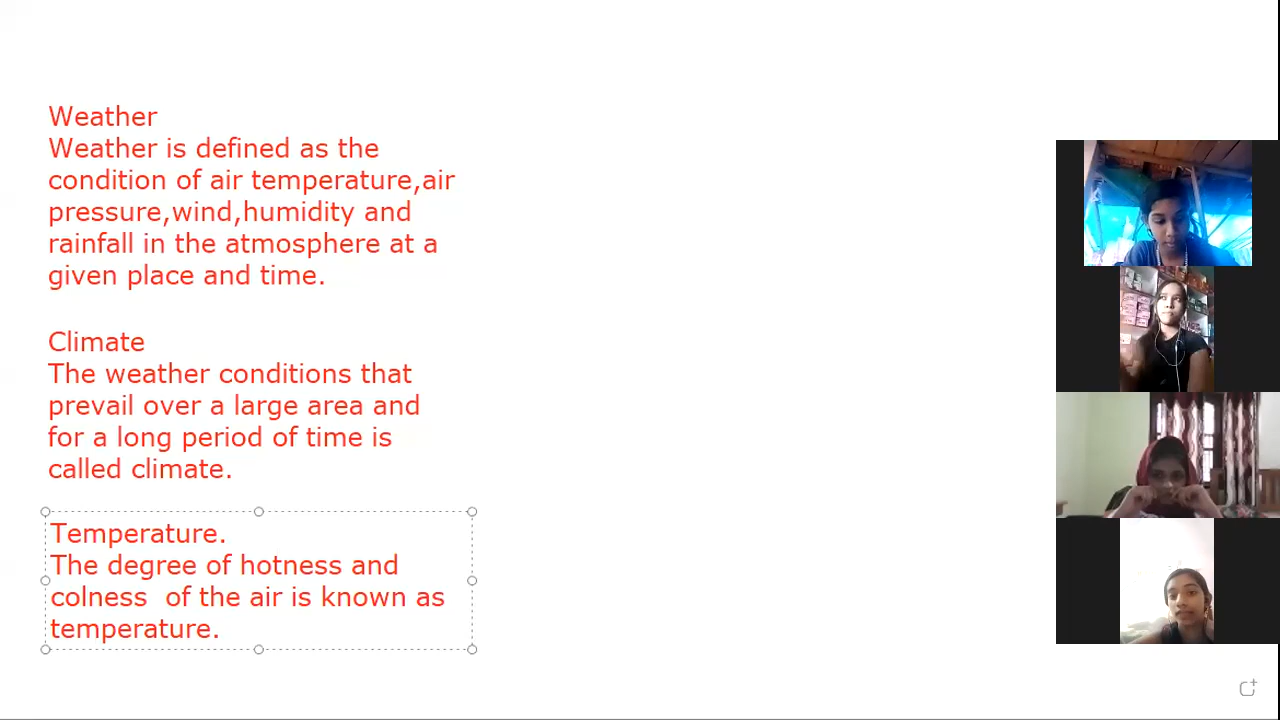 Weather
Weather is defined as the
condition of air temperature,air
pressure,wind,humidity and
rainfall in the atmosphere at a
given place and time.
Climate
The weather conditions that
prevail over a large area and
for a long period of time is
called climate.
Temperature.
The degree of hotness and
colness  of the air is known as
temperature.